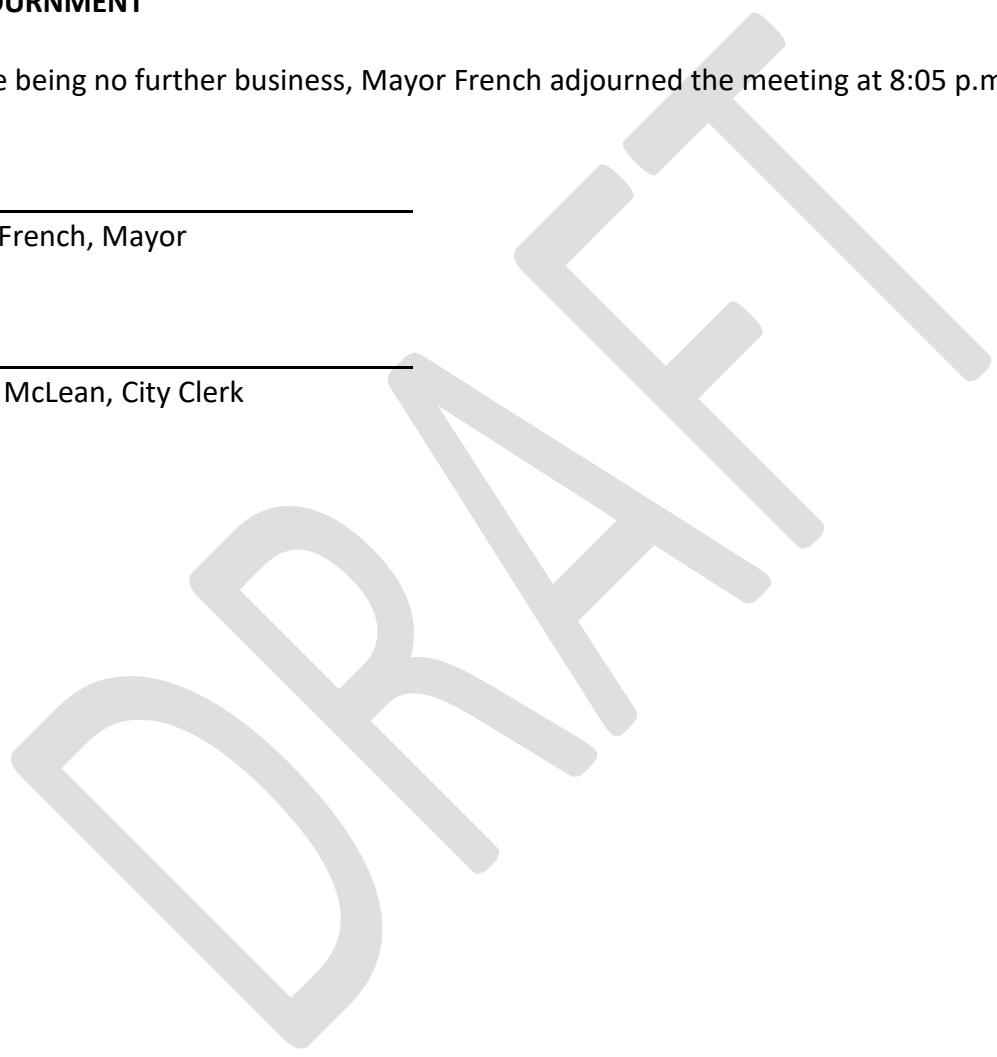 OURNMENT
e being no further business, Mayor French adjourned the meeting at 8:05 p.m
French, Mayor
McLean, City Clerk
DRAFT